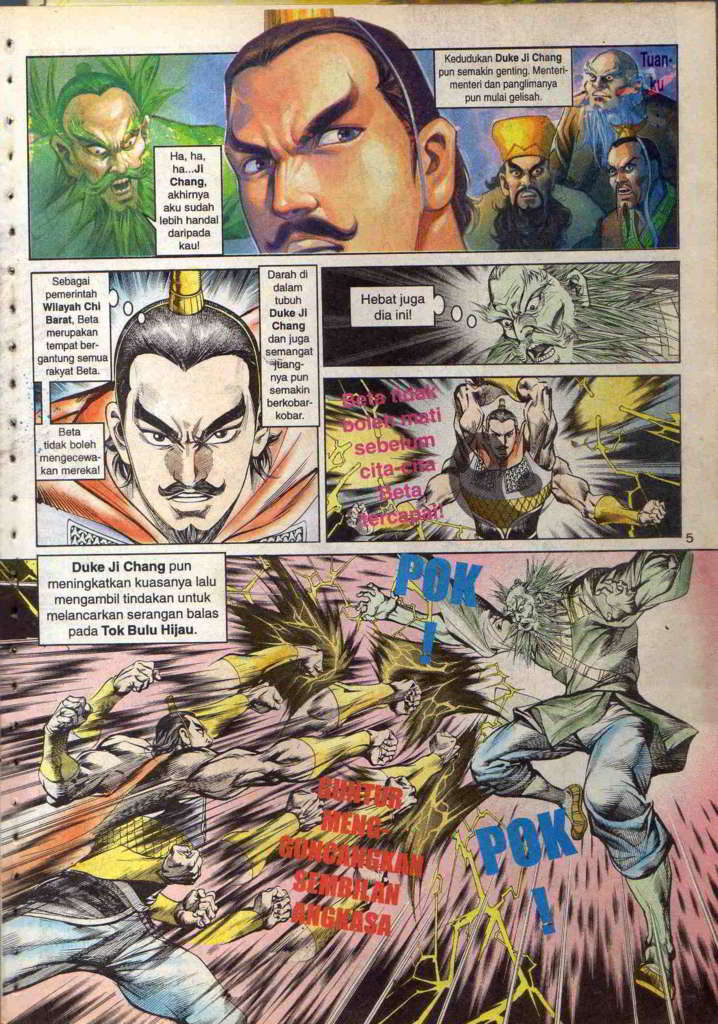 Ha, ha,
ha...Ji
Chang,
akhirnya
aku sudah
lebih handal
daripada
kau!
Kedudukan Duke Ji Chang
pun semakin genting. Menteri-
menteri dan panglimanya
pun mulai gelisah.
Tuan-
ku
Sebagai
pemerintah
Wilayah Chi
Barat, Beta
merupakan
tempat ber-
gantung semua
rakyat Beta.
Beta
tidak boleh
mengecewa-
kan mereka!
Darah di
dalam
tubuh
Duke Ji
Chang
dan juga
semangat
juang-
nya pun
semakin
berkobar-
kobar.
Hebat juga
dia ini!
Beta tidak
boleh mati
sebelum
cita-cita
Beta
tercapai!
5
Duke Ji Chang pun
meningkatkan kuasanya lalu
mengambil tindakan untuk
melancarkan serangan balas
pada Tok Bulu Hijau.
POK
!
GUNTUR
MENG-
GONCANGKAN
SEMBILAN
ANGKASA
POK
!